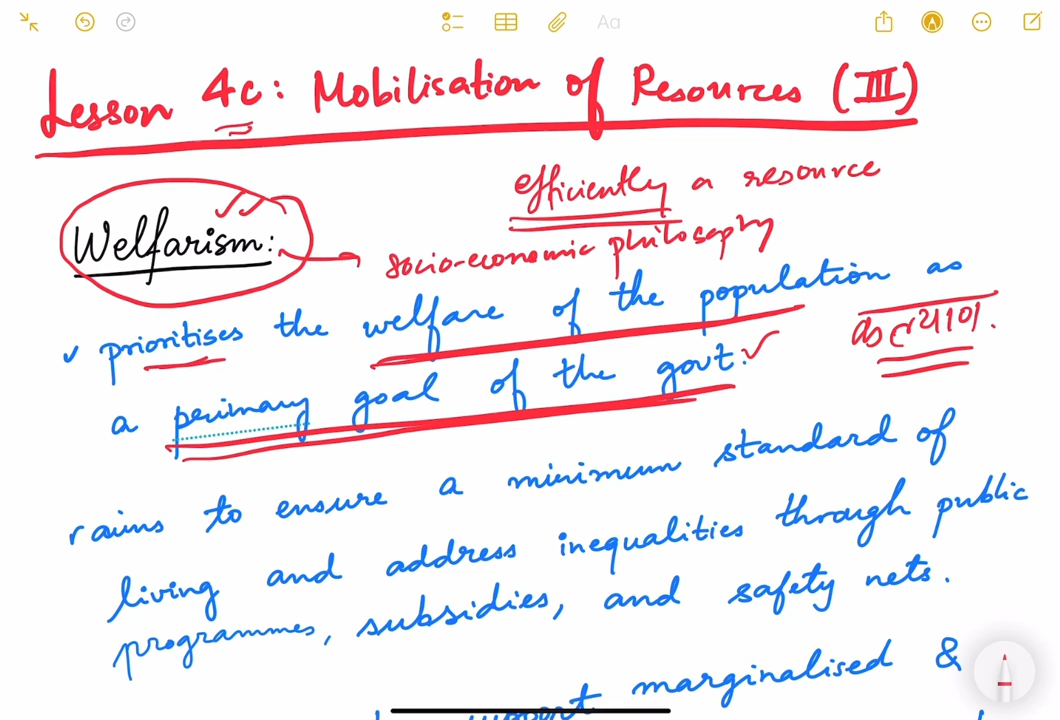 Aa
Lesson 4c: Mobilisation of Resources (III)
efficiently a resource
Welfarism:
socio-economic philosophy
✓ prioritises the welfare of the population as
a primary goal of the govt. ✓
✓ aims to ensure a minimum standard of
living and address inequalities through public
programmes, subsidies, and safety nets.
support marginalised &